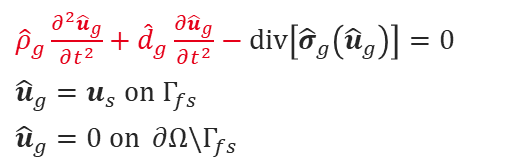 ρ̂_g ∂²û_g/∂t² + d̂_g ∂û_g/∂t² − div[σ̂_g(û_g)] = 0
û_g = u_s on Γ_fs
û_g = 0 on ∂Ω\Γ_fs